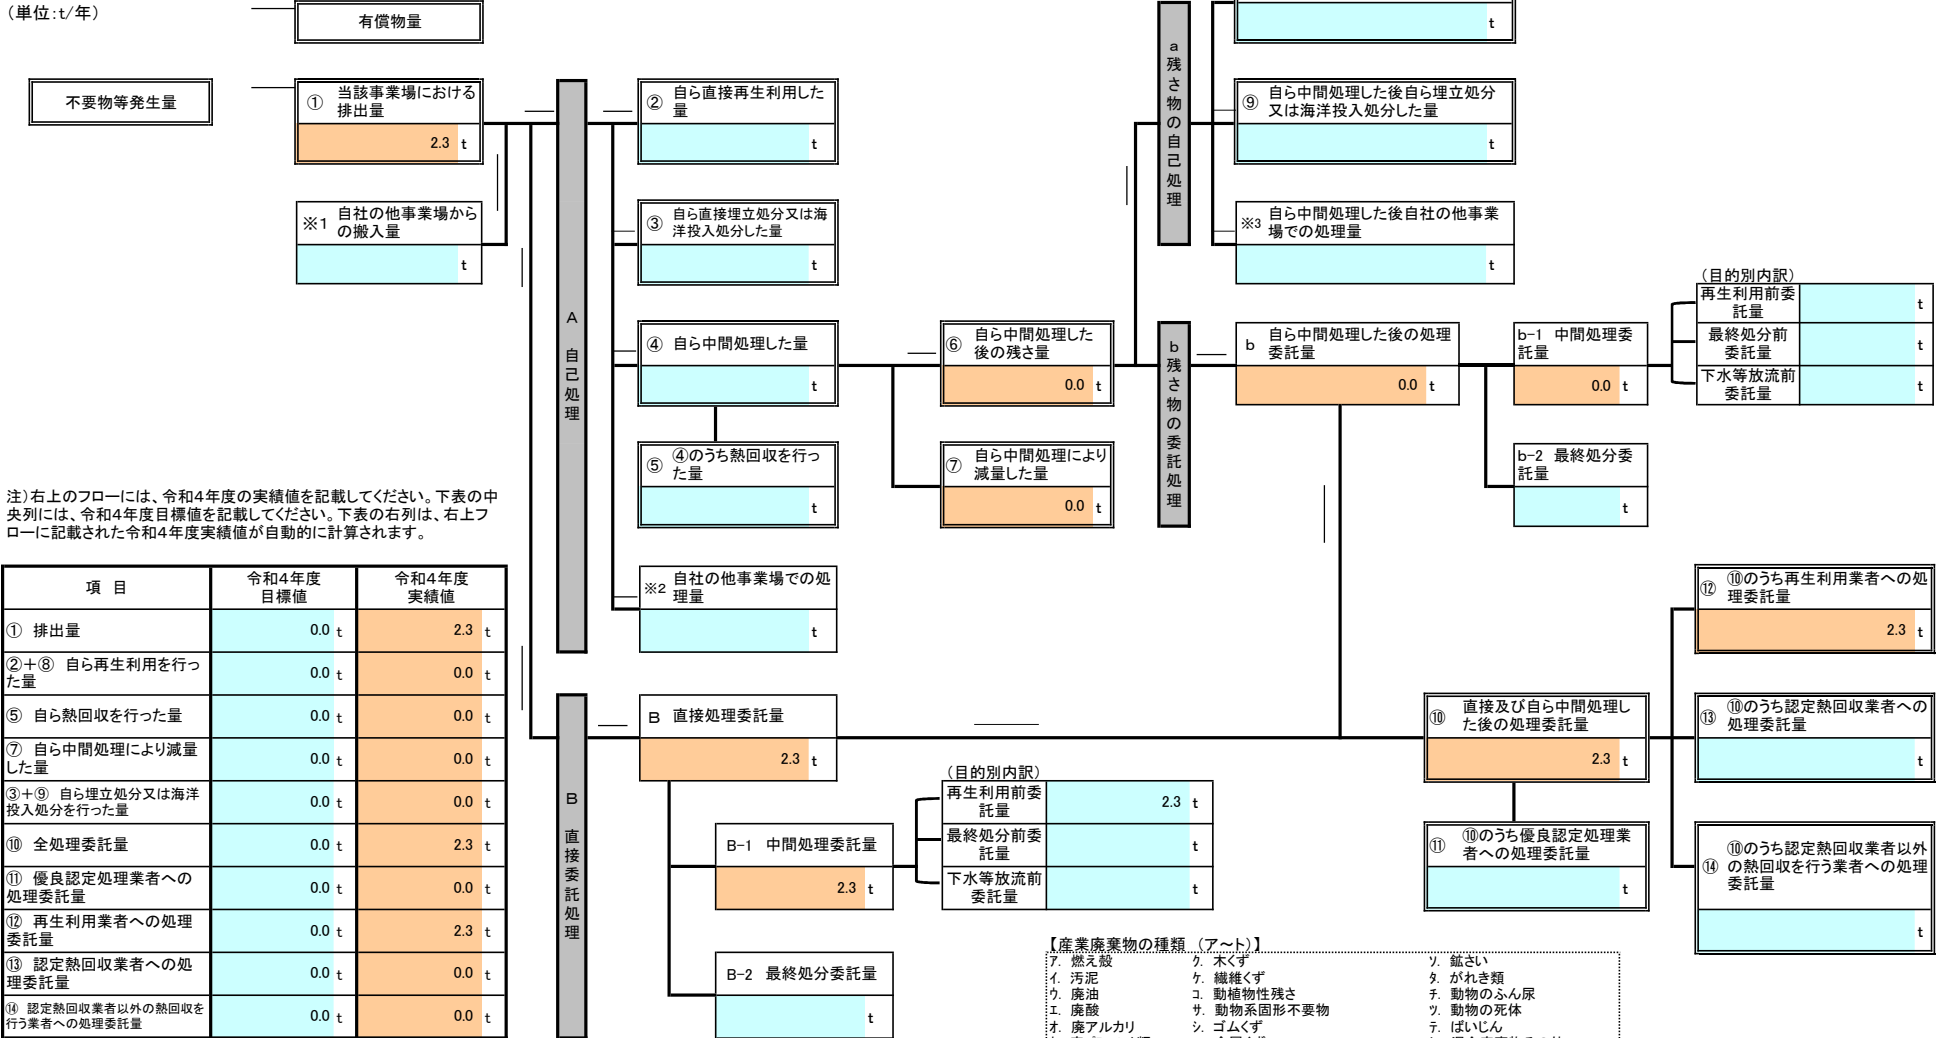 (単位:t/年)
有償物量
t
不要物等発生量
① 当該事業場における
排出量
2.3 t
※1 自社の他事業場から
の搬入量
t
A 自己処理
② 自ら直接再生利用した
量
t
③ 自ら直接埋立処分又は海
洋投入処分した量
t
④ 自ら中間処理した量
t
⑤ ④のうち熱回収を行っ
た量
t
※2 自社の他事業場での処
理量
t
⑥ 自ら中間処理した
後の残さ量
0.0 t
⑦ 自ら中間処理により
減量した量
0.0 t
a 残さ物の自己処理
⑨ 自ら中間処理した後自ら埋立処分
又は海洋投入処分した量
t
※3 自ら中間処理した後自社の他事業
場での処理量
t
b 残さ物の委託処理
b 自ら中間処理した後の処理
委託量
0.0 t
b-1 中間処理委
託量
0.0 t
(目的別内訳)
再生利用前委
託量
t
最終処分前
委託量
t
下水等放流前
委託量
t
b-2 最終処分委
託量
t
注)右上のフローには、令和4年度の実績値を記載してください。下表の中
央列には、令和4年度目標値を記載してください。下表の右列は、右上フ
ローに記載された令和4年度実績値が自動的に計算されます。
項 目 令和4年度 目標値 令和4年度 実績値
① 排出量 0.0 t 2.3 t
②+⑧ 自ら再生利用を行っ
た量 0.0 t 0.0 t
⑤ 自ら熱回収を行った量 0.0 t 0.0 t
⑦ 自ら中間処理により減量
した量 0.0 t 0.0 t
③+⑨ 自ら埋立処分又は海洋
投入処分を行った量 0.0 t 0.0 t
⑩ 全処理委託量 0.0 t 2.3 t
⑪ 優良認定処理業者への
処理委託量 0.0 t 0.0 t
⑫ 再生利用業者への処理
委託量 0.0 t 2.3 t
⑬ 認定熱回収業者への処
理委託量 0.0 t 0.0 t
⑭ 認定熱回収業者以外の熱回収を
行う業者への処理委託量 0.0 t 0.0 t
B 直接委託処理
B 直接処理委託量
2.3 t
B-1 中間処理委託量
2.3 t
(目的別内訳)
再生利用前委
託量
2.3 t
最終処分前委
託量
t
下水等放流前
委託量
t
B-2 最終処分委託量
t
⑩ 直接及び自ら中間処理し
た後の処理委託量
2.3 t
⑪ ⑩のうち優良認定処理業
者への処理委託量
t
⑫ ⑩のうち再生利用業者への処
理委託量
2.3 t
⑬ ⑩のうち認定熱回収業者への
処理委託量
t
⑭ ⑩のうち認定熱回収業者以外
の熱回収を行う業者への処理
委託量
t
【産業廃棄物の種類 (ア~ト)】
ア. 燃え殻 ク. 木くず ソ. 鉱さい
イ. 汚泥 ケ. 繊維くず タ. がれき類
ウ. 廃油 コ. 動植物性残さ チ. 動物のふん尿
エ. 廃酸 サ. 動物系固形不要物 ツ. 動物の死体
オ. 廃アルカリ シ. ゴムくず テ. ばいじん